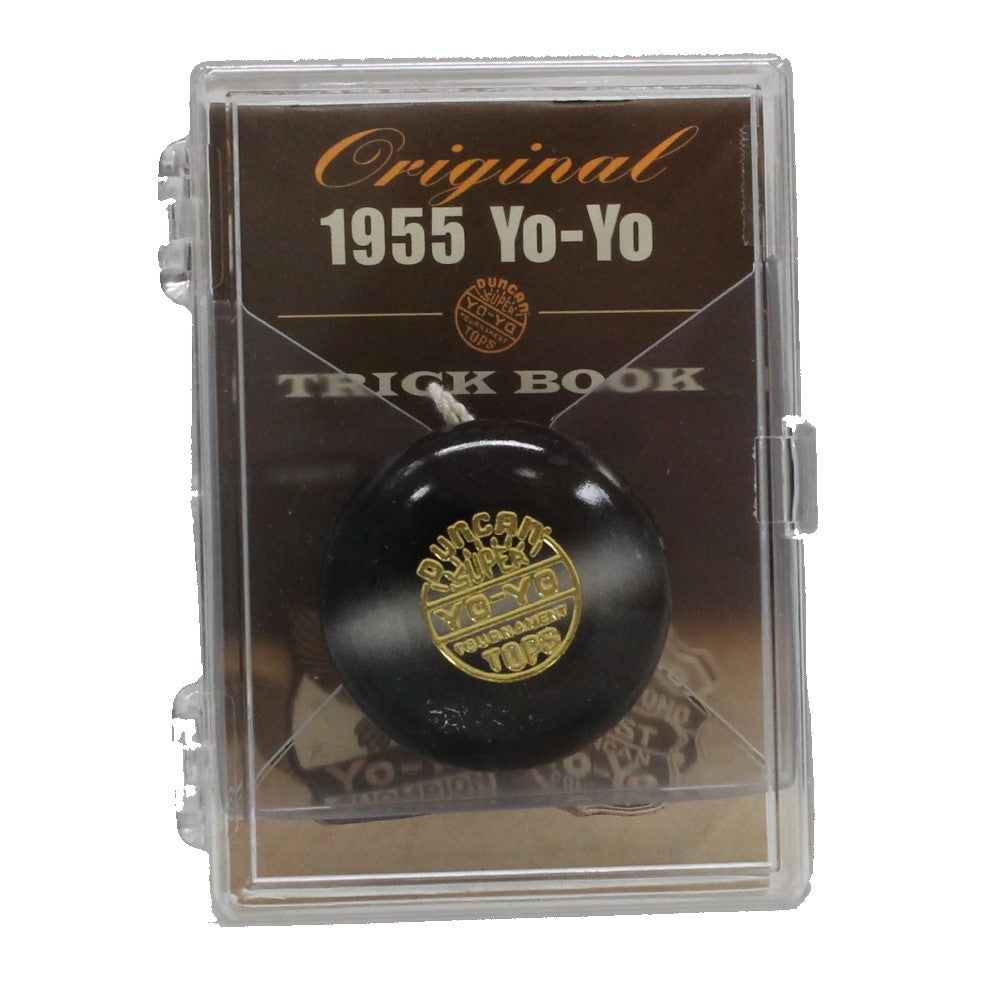 Original
1955 Yo-Yo
DUNCAN
SUPER
YO-YO
TOURNAMENT
TOPS
TRICK BOOK
DUNCAN
SUPER
YO-YO
TOURNAMENT
TOPS